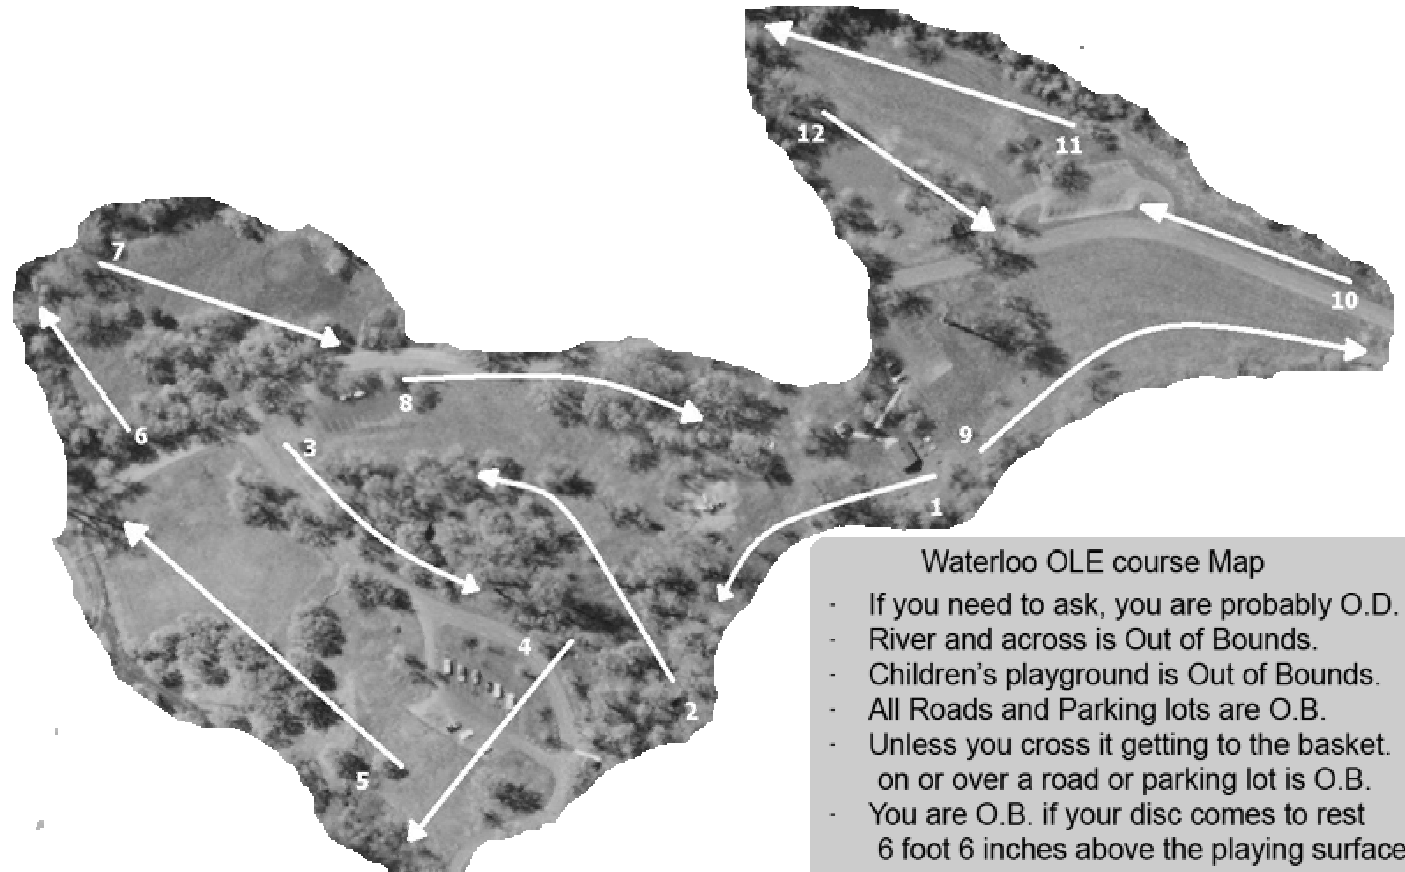 11
12
7
10
8
6
3
9
1
4
2
5
Waterloo OLE course Map
- If you need to ask, you are probably O.D.
- River and across is Out of Bounds.
- Children's playground is Out of Bounds.
- All Roads and Parking lots are O.B.
- Unless you cross it getting to the basket.
on or over a road or parking lot is O.B.
- You are O.B. if your disc comes to rest
6 foot 6 inches above the playing surface